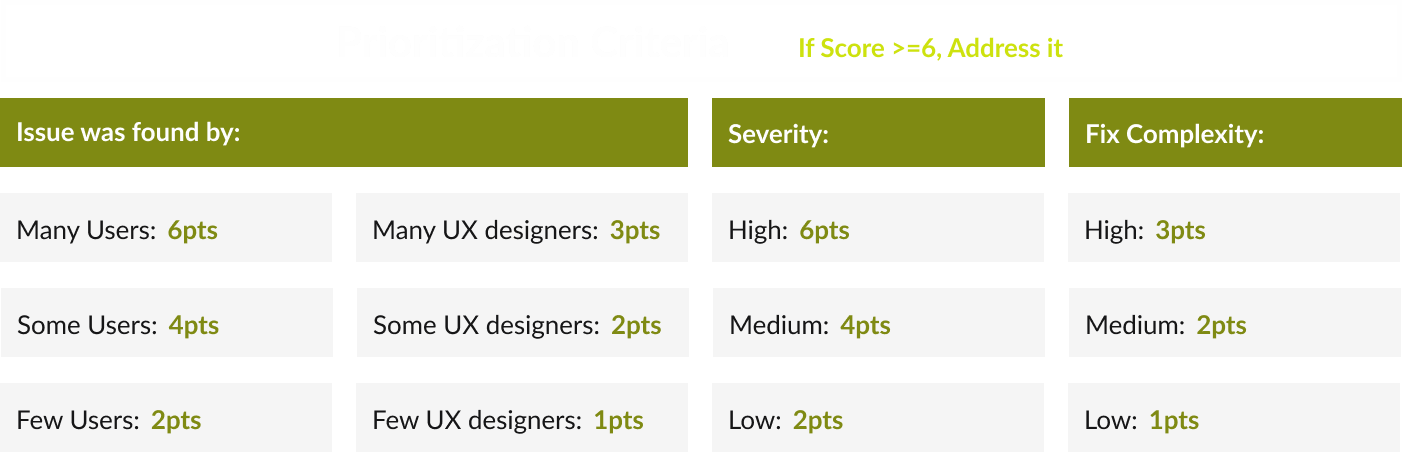 If Score >=6, Address it
Issue was found by:
Severity:
Fix Complexity:
Many Users: 6pts
Many UX designers: 3pts
High: 6pts
High: 3pts
Some Users: 4pts
Some UX designers: 2pts
Medium: 4pts
Medium: 2pts
Few Users: 2pts
Few UX designers: 1pts
Low: 2pts
Low: 1pts